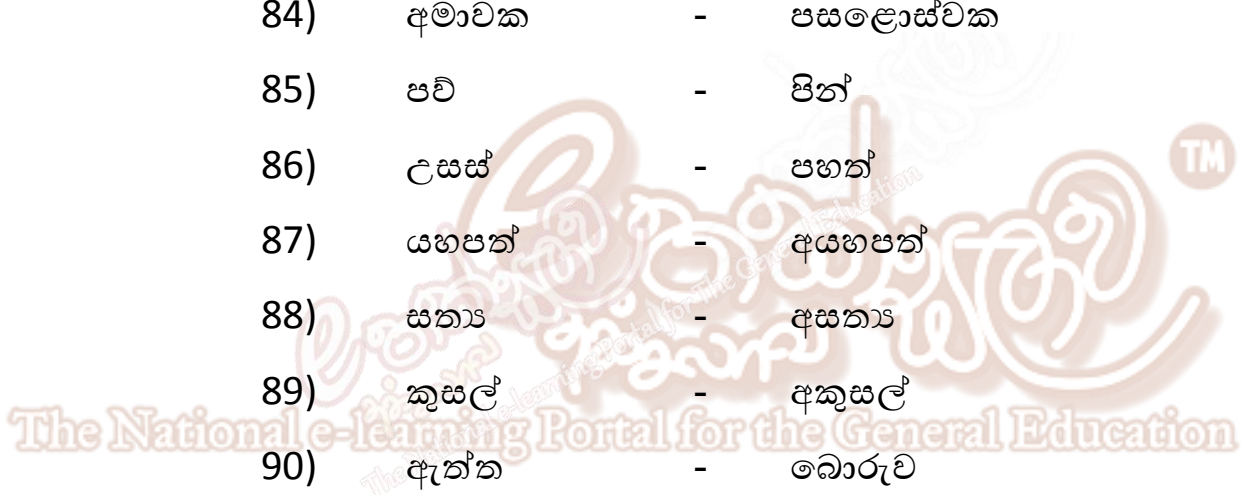 84) අමාවක - පසළොස්වක
85) පව් - පින්
86) උසස් - පහත්
87) යහපත් - අයහපත්
88) සත්‍ය - අසත්‍ය
89) කුසල් - අකුසල්
The National e-learning Portal for the General Education
90) ඇත්ත - බොරුව